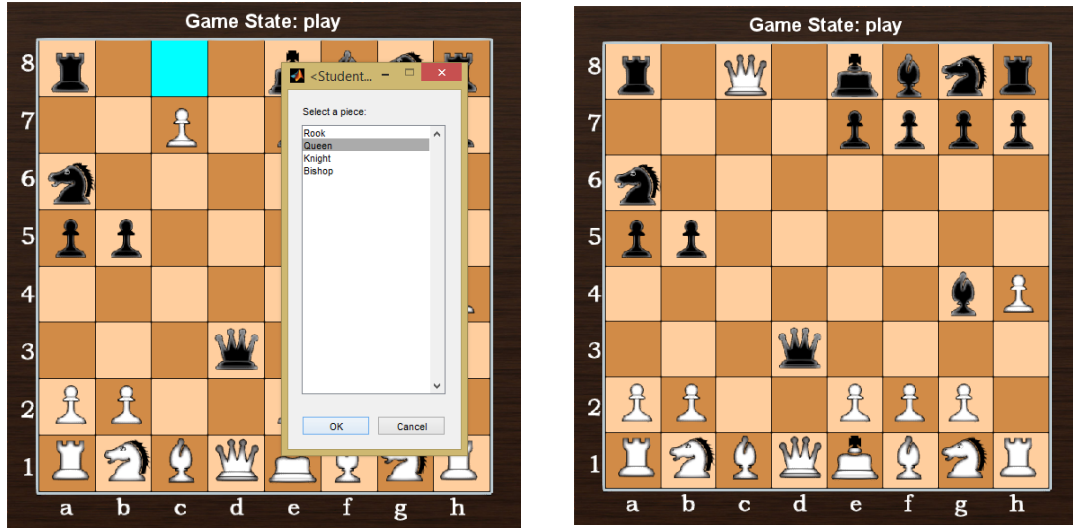 Game State: play
8
7
6
5
4
3
2
1
a b c d e f g h
<Student...
Select a piece:
Rook
Queen
Knight
Bishop
OK Cancel
Game State: play
8
7
6
5
4
3
2
1
a b c d e f g h